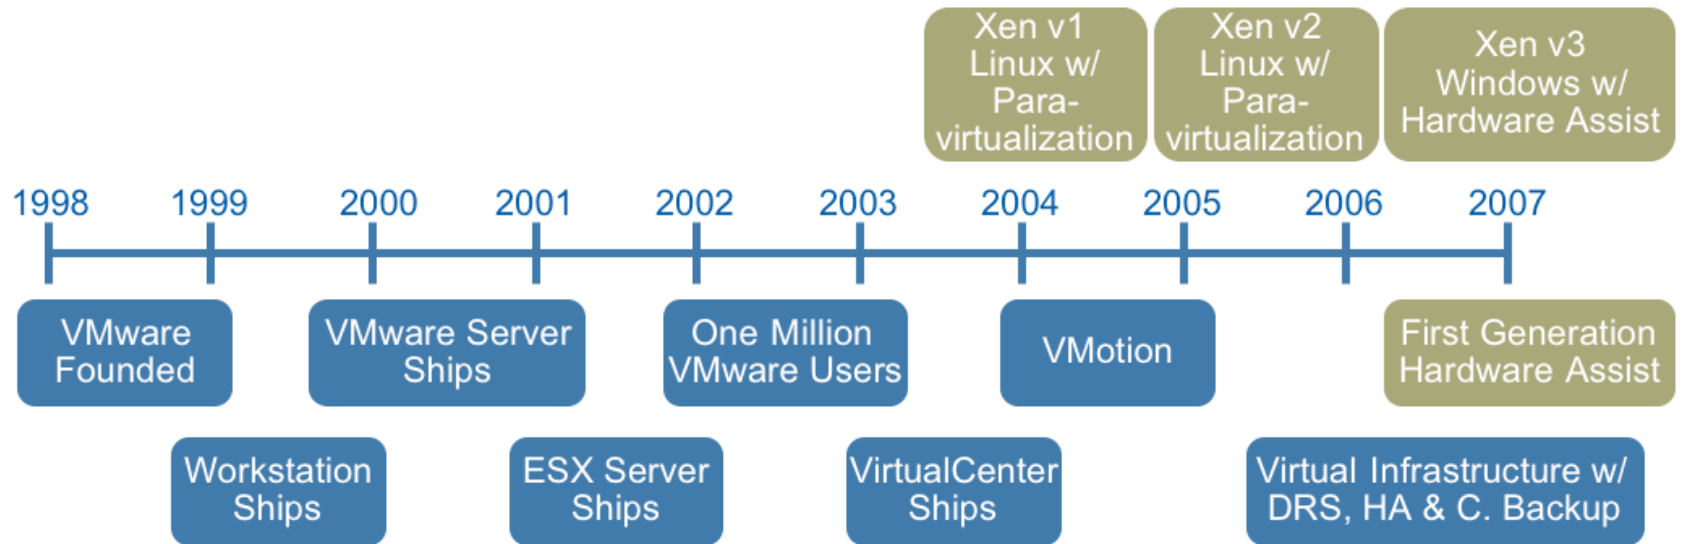 Xen v1
Linux w/
Para-
virtualization
Xen v2
Linux w/
Para-
virtualization
Xen v3
Windows w/
Hardware Assist
1998 1999 2000 2001 2002 2003 2004 2005 2006 2007
VMware
Founded
VMware Server
Ships
One Million
VMware Users
VMotion
First Generation
Hardware Assist
Workstation
Ships
ESX Server
Ships
VirtualCenter
Ships
Virtual Infrastructure w/
DRS, HA & C. Backup